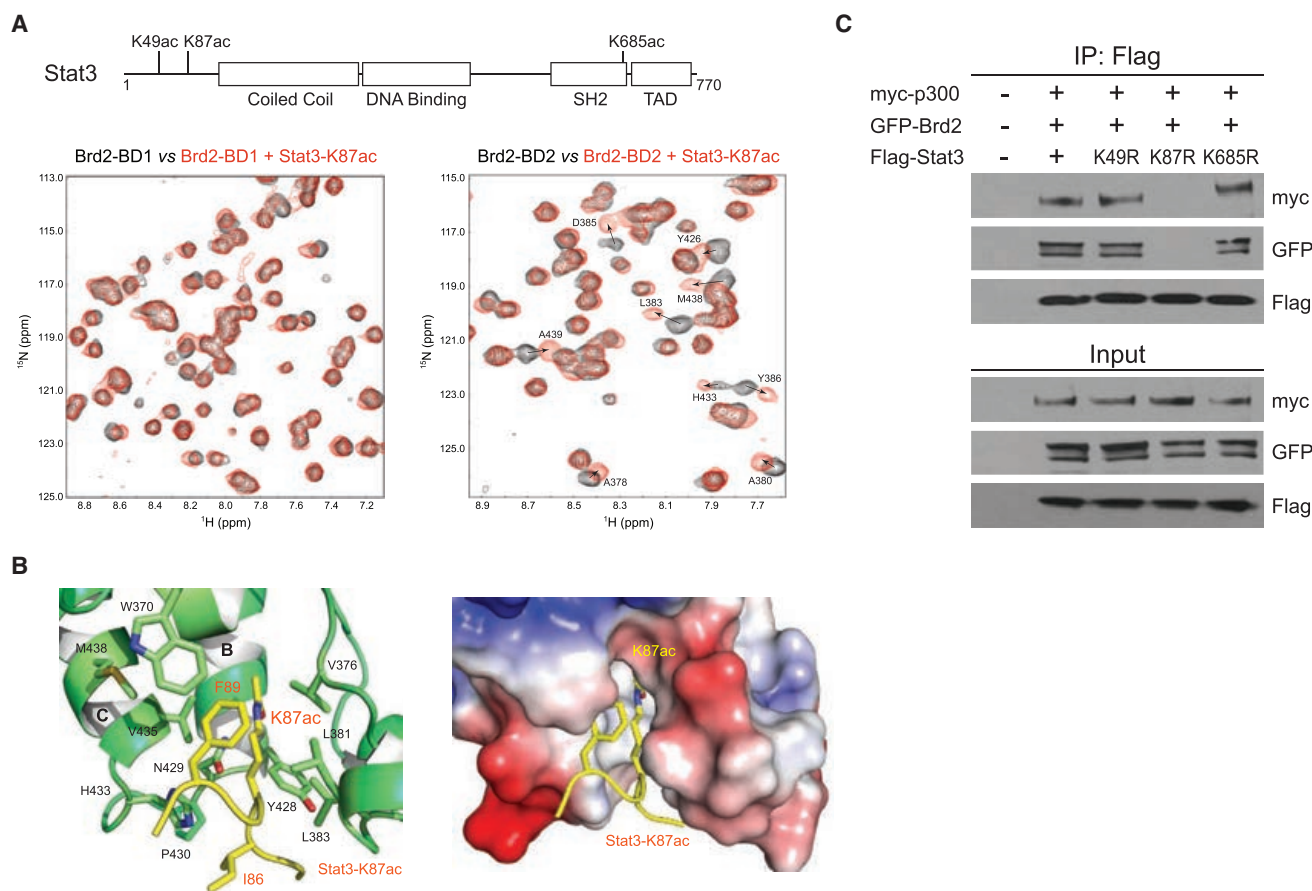 A
K49ac K87ac K685ac
Stat3
1 770
Coiled Coil DNA Binding SH2 TAD
Brd2-BD1 vs Brd2-BD1 + Stat3-K87ac
113.0
115.0
117.0
119.0
121.0
123.0
125.0
15N (ppm)
8.8 8.6 8.4 8.2 8.0 7.8 7.6 7.4 7.2
1H (ppm)
Brd2-BD2 vs Brd2-BD2 + Stat3-K87ac
115.0
117.0
119.0
121.0
123.0
125.0
15N (ppm)
D385
Y426
M438
L383
A439
Y386
H433
A378
A380
8.9 8.7 8.5 8.3 8.1 7.9 7.7
1H (ppm)
B
W370
M438
B
V376
F89
K87ac
C
V435
L381
N429
H433
Y428
L383
P430
Stat3-K87ac
I86
K87ac
Stat3-K87ac
C
IP: Flag
myc-p300 - + + + +
GFP-Brd2 - + + + +
Flag-Stat3 - + K49R K87R K685R
myc
GFP
Flag
Input
myc
GFP
Flag